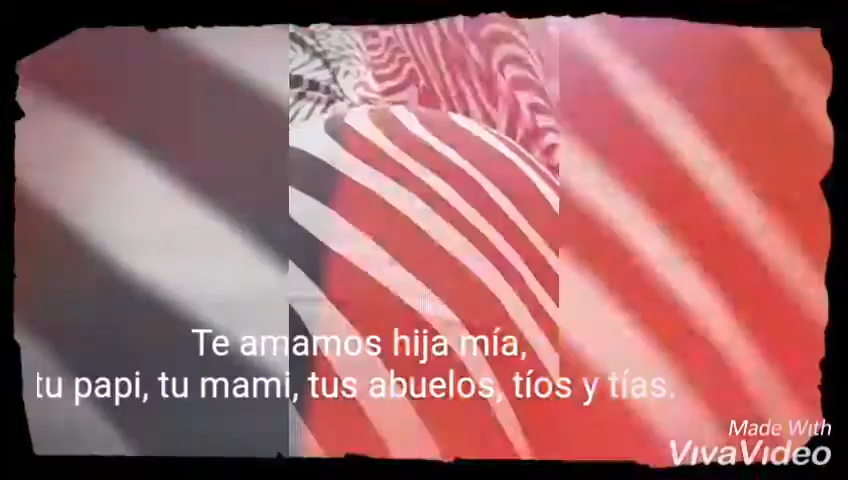 Te amamos hija mía,
tu papi, tu mami, tus abuelos, tíos y tías.
Made With
VivaVideo